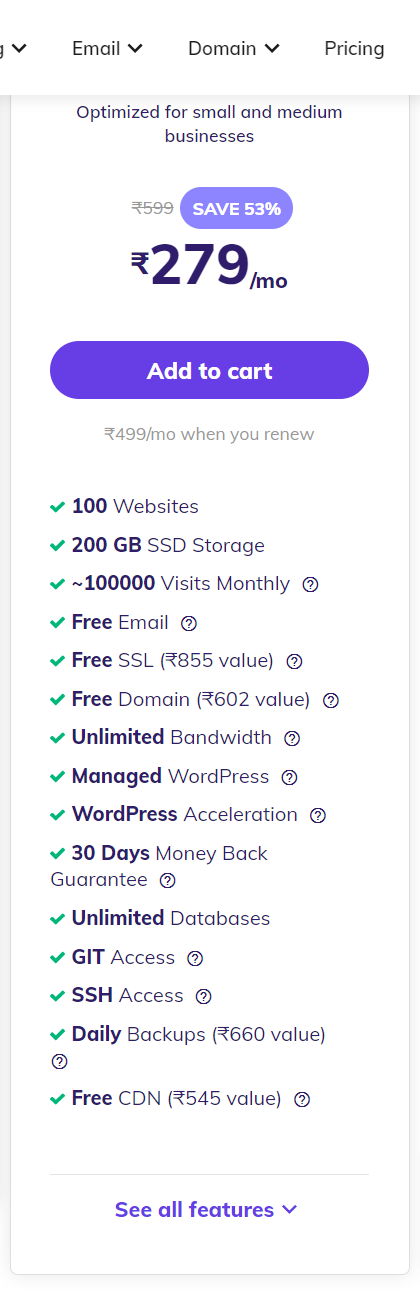 g
Email
Domain
Pricing
Optimized for small and medium
businesses
₹599
SAVE 53%
₹279/mo
Add to cart
₹499/mo when you renew
100 Websites
200 GB SSD Storage
~100000 Visits Monthly
Free Email
Free SSL (₹855 value)
Free Domain (₹602 value)
Unlimited Bandwidth
Managed WordPress
WordPress Acceleration
30 Days Money Back
Guarantee
Unlimited Databases
GIT Access
SSH Access
Daily Backups (₹660 value)
Free CDN (₹545 value)
See all features